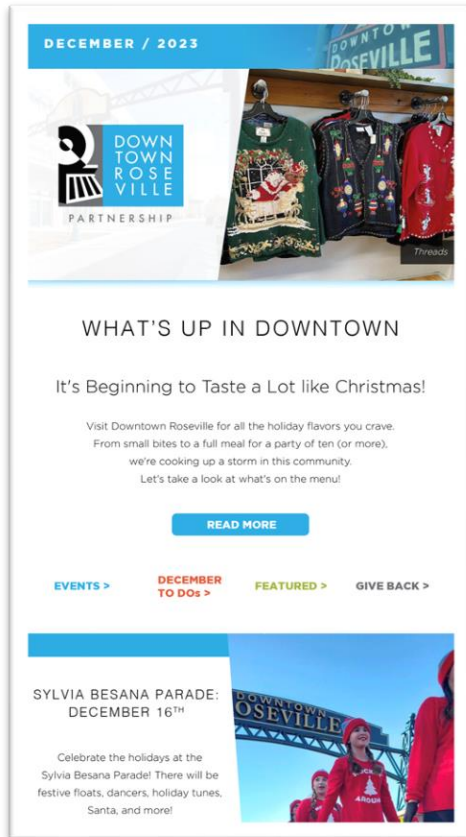 DECEMBER / 2023
DOWNTOWN
ROSEVILLE
DOWN
TOWN
ROSE
VILLE
PARTNERSHIP
Threads
WHAT'S UP IN DOWNTOWN
It's Beginning to Taste a Lot like Christmas!
Visit Downtown Roseville for all the holiday flavors you crave.
From small bites to a full meal for a party of ten (or more),
we're cooking up a storm in this community.
Let's take a look at what's on the menu!
READ MORE
EVENTS >
DECEMBER
TO DOs >
FEATURED >
GIVE BACK >
SYLVIA BESANA PARADE:
DECEMBER 16TH
Celebrate the holidays at the
Sylvia Besana Parade! There will be
festive floats, dancers, holiday tunes,
Santa, and more!
DOWNTOWN
OSEVILLE
AROUND